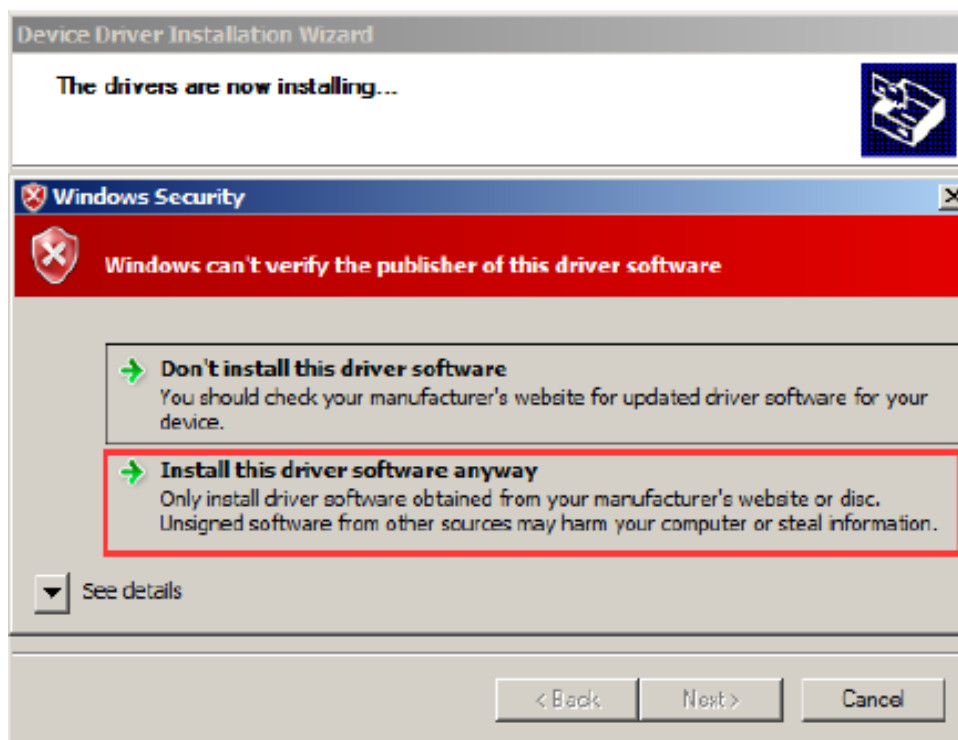 Device Driver Installation Wizard
The drivers are now installing...
Windows Security
Windows can't verify the publisher of this driver software
Don't install this driver software
You should check your manufacturer's website for updated driver software for your
device.
Install this driver software anyway
Only install driver software obtained from your manufacturer's website or disc.
Unsigned software from other sources may harm your computer or steal information.
See details
< Back
Next >
Cancel